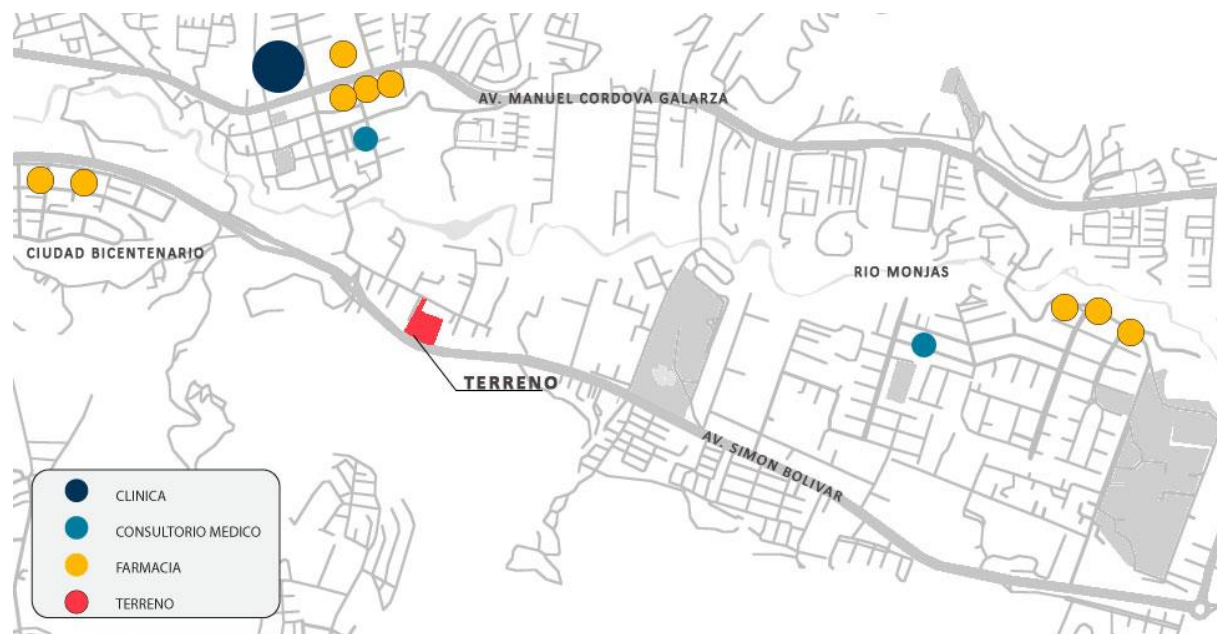 AV. MANUEL CORDOVA GALARZA
CIUDAD BICENTENARIO
RIO MONJAS
TERRENO
AV. SIMON BOLIVAR
CLINICA
CONSULTORIO MEDICO
FARMACIA
TERRENO